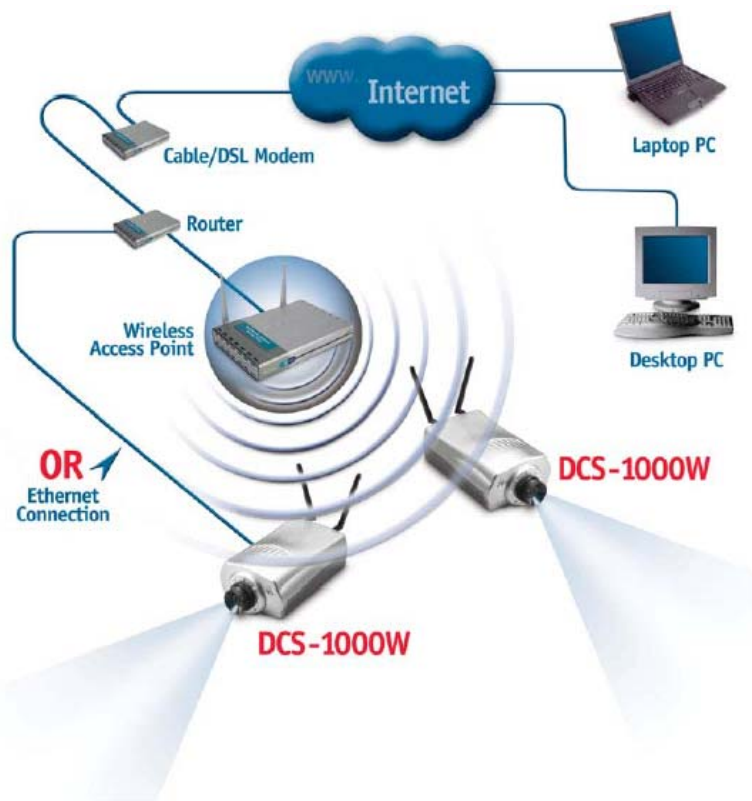 www.
Internet
Laptop PC
Cable/DSL Modem
Router
Wireless
Access Point
Desktop PC
OR
Ethernet
Connection
DCS-1000W
DCS-1000W